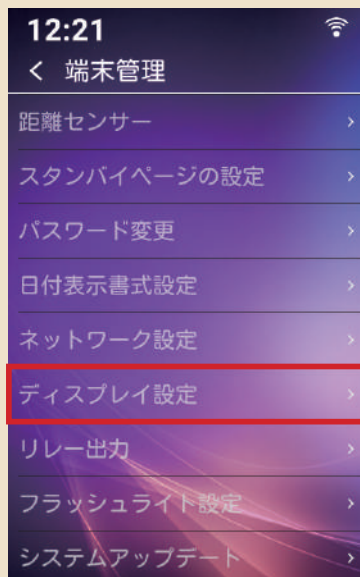 12:21
< 端末管理
距離センサー >
スタンバイページの設定 >
パスワード変更 >
日付表示書式設定 >
ネットワーク設定 >
ディスプレイ設定 >
リレー出力 >
フラッシュライト設定 >
システムアップデート >